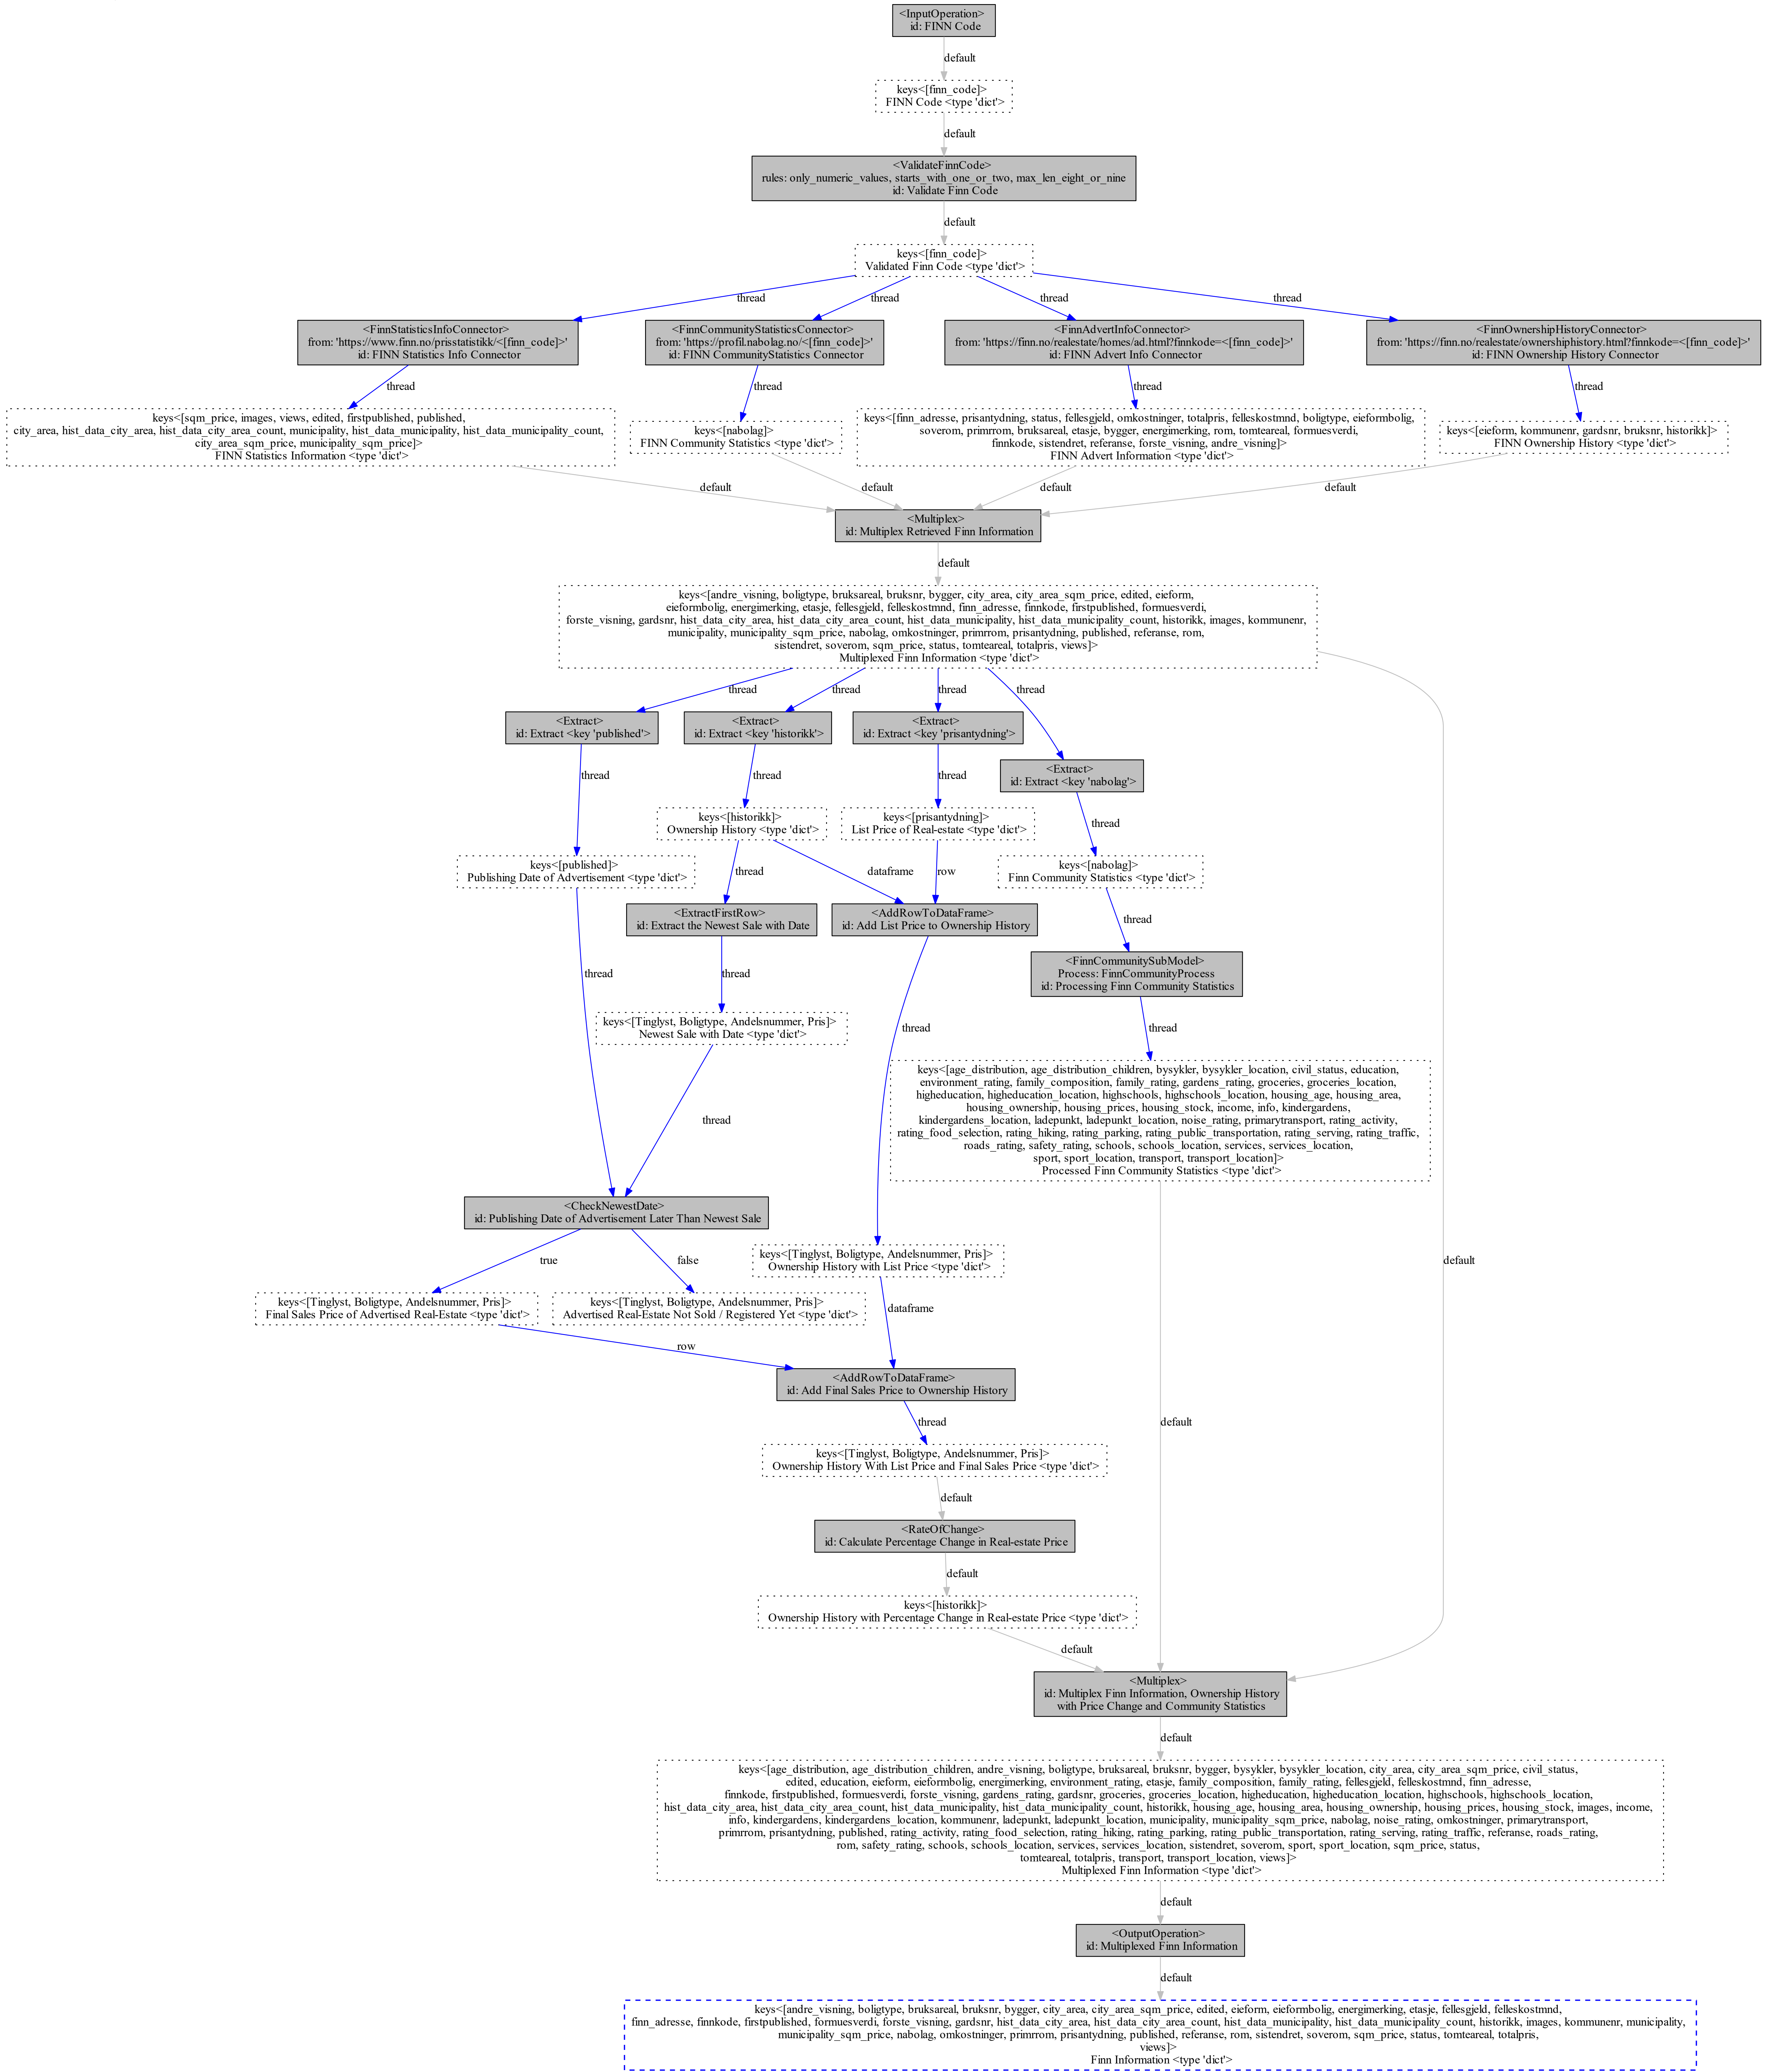 <InputOperation>
id: FINN Code
default
keys<[finn_code]>
FINN Code <type 'dict'>
default
<ValidateFinnCode>
rules: only_numeric_values, starts_with_one_or_two, max_len_eight_or_nine
id: Validate Finn Code
default
keys<[finn_code]>
Validated Finn Code <type 'dict'>
thread
thread
thread
thread
<FinnStatisticsInfoConnector>
from: 'https://www.finn.no/prisstatistikk/<[finn_code]>'
id: FINN Statistics Info Connector
<FinnCommunityStatisticsConnector>
from: 'https://profil.nabolag.no/<[finn_code]>'
id: FINN CommunityStatistics Connector
<FinnAdvertInfoConnector>
from: 'https://finn.no/realestate/homes/ad.html?finnkode=<[finn_code]>'
id: FINN Advert Info Connector
<FinnOwnershipHistoryConnector>
from: 'https://finn.no/realestate/ownershiphistory.html?finnkode=<[finn_code]>'
id: FINN Ownership History Connector
thread
thread
thread
thread
keys<[sqm_price, images, views, edited, firstpublished, published,
city_area, hist_data_city_area, hist_data_city_area_count, municipality, hist_data_municipality, hist_data_municipality_count,
city_area_sqm_price, municipality_sqm_price]>
FINN Statistics Information <type 'dict'>
keys<[nabolag]>
FINN Community Statistics <type 'dict'>
keys<[finn_adresse, prisantydning, status, fellesgjeld, omkostninger, totalpris, felleskostmnd, boligtype, eieformbolig,
soverom, primrrom, bruksareal, etasje, bygger, energimerking, rom, tomteareal, formuesverdi,
finnkode, sistendret, referanse, forste_visning, andre_visning]>
FINN Advert Information <type 'dict'>
keys<[eieform, kommunenr, gardsnr, bruksnr, historikk]>
FINN Ownership History <type 'dict'>
default
default
default
default
<Multiplex>
id: Multiplex Retrieved Finn Information
default
keys<[andre_visning, boligtype, bruksareal, bruksnr, bygger, city_area, city_area_sqm_price, edited, eieform,
eieformbolig, energimerking, etasje, fellesgjeld, felleskostmnd, finn_adresse, finnkode, firstpublished, formuesverdi,
forste_visning, gardsnr, hist_data_city_area, hist_data_city_area_count, hist_data_municipality, hist_data_municipality_count, historikk, images, kommunenr,
municipality, municipality_sqm_price, nabolag, omkostninger, primrrom, prisantydning, published, referanse, rom,
sistendret, soverom, sqm_price, status, tomteareal, totalpris, views]>
Multiplexed Finn Information <type 'dict'>
thread
thread
thread
thread
<Extract>
id: Extract <key 'published'>
<Extract>
id: Extract <key 'historikk'>
<Extract>
id: Extract <key 'prisantydning'>
<Extract>
id: Extract <key 'nabolag'>
thread
thread
thread
thread
keys<[historikk]>
Ownership History <type 'dict'>
keys<[prisantydning]>
List Price of Real-estate <type 'dict'>
keys<[published]>
Publishing Date of Advertisement <type 'dict'>
keys<[nabolag]>
Finn Community Statistics <type 'dict'>
thread
dataframe
row
thread
<ExtractFirstRow>
id: Extract the Newest Sale with Date
<AddRowToDataFrame>
id: Add List Price to Ownership History
<FinnCommunitySubModel>
Process: FinnCommunityProcess
id: Processing Finn Community Statistics
thread
thread
thread
thread
keys<[Tinglyst, Boligtype, Andelsnummer, Pris]>
Newest Sale with Date <type 'dict'>
keys<[age_distribution, age_distribution_children, bysykler, bysykler_location, civil_status, education,
environment_rating, family_composition, family_rating, gardens_rating, groceries, groceries_location,
higheducation, higheducation_location, highschools, highschools_location, housing_age, housing_area,
housing_ownership, housing_prices, housing_stock, income, info, kindergardens,
kindergardens_location, ladepunkt, ladepunkt_location, noise_rating, primarytransport, rating_activity,
rating_food_selection, rating_hiking, rating_parking, rating_public_transportation, rating_serving, rating_traffic,
roads_rating, safety_rating, schools, schools_location, services, services_location,
sport, sport_location, transport, transport_location]>
Processed Finn Community Statistics <type 'dict'>
thread
<CheckNewestDate>
id: Publishing Date of Advertisement Later Than Newest Sale
true
false
default
keys<[Tinglyst, Boligtype, Andelsnummer, Pris]>
Ownership History with List Price <type 'dict'>
keys<[Tinglyst, Boligtype, Andelsnummer, Pris]>
Final Sales Price of Advertised Real-Estate <type 'dict'>
keys<[Tinglyst, Boligtype, Andelsnummer, Pris]>
Advertised Real-Estate Not Sold / Registered Yet <type 'dict'>
dataframe
row
<AddRowToDataFrame>
id: Add Final Sales Price to Ownership History
thread
default
keys<[Tinglyst, Boligtype, Andelsnummer, Pris]>
Ownership History With List Price and Final Sales Price <type 'dict'>
default
<RateOfChange>
id: Calculate Percentage Change in Real-estate Price
default
keys<[historikk]>
Ownership History with Percentage Change in Real-estate Price <type 'dict'>
default
<Multiplex>
id: Multiplex Finn Information, Ownership History
with Price Change and Community Statistics
default
keys<[age_distribution, age_distribution_children, andre_visning, boligtype, bruksareal, bruksnr, bygger, bysykler, bysykler_location, city_area, city_area_sqm_price, civil_status,
edited, education, eieform, eieformbolig, energimerking, environment_rating, etasje, family_composition, family_rating, fellesgjeld, felleskostmnd, finn_adresse,
finnkode, firstpublished, formuesverdi, forste_visning, gardens_rating, gardsnr, groceries, groceries_location, higheducation, higheducation_location, highschools, highschools_location,
hist_data_city_area, hist_data_city_area_count, hist_data_municipality, hist_data_municipality_count, historikk, housing_age, housing_area, housing_ownership, housing_prices, housing_stock, images, income,
info, kindergardens, kindergardens_location, kommunenr, ladepunkt, ladepunkt_location, municipality, municipality_sqm_price, nabolag, noise_rating, omkostninger, primarytransport,
primrrom, prisantydning, published, rating_activity, rating_food_selection, rating_hiking, rating_parking, rating_public_transportation, rating_serving, rating_traffic, referanse, roads_rating,
rom, safety_rating, schools, schools_location, services, services_location, sistendret, soverom, sport, sport_location, sqm_price, status,
tomteareal, totalpris, transport, transport_location, views]>
Multiplexed Finn Information <type 'dict'>
default
<OutputOperation>
id: Multiplexed Finn Information
default
keys<[andre_visning, boligtype, bruksareal, bruksnr, bygger, city_area, city_area_sqm_price, edited, eieform, eieformbolig, energimerking, etasje, fellesgjeld, felleskostmnd,
finn_adresse, finnkode, firstpublished, formuesverdi, forste_visning, gardsnr, hist_data_city_area, hist_data_city_area_count, hist_data_municipality, hist_data_municipality_count, historikk, images, kommunenr, municipality,
municipality_sqm_price, nabolag, omkostninger, primrrom, prisantydning, published, referanse, rom, sistendret, soverom, sqm_price, status, tomteareal, totalpris,
views]>
Finn Information <type 'dict'>